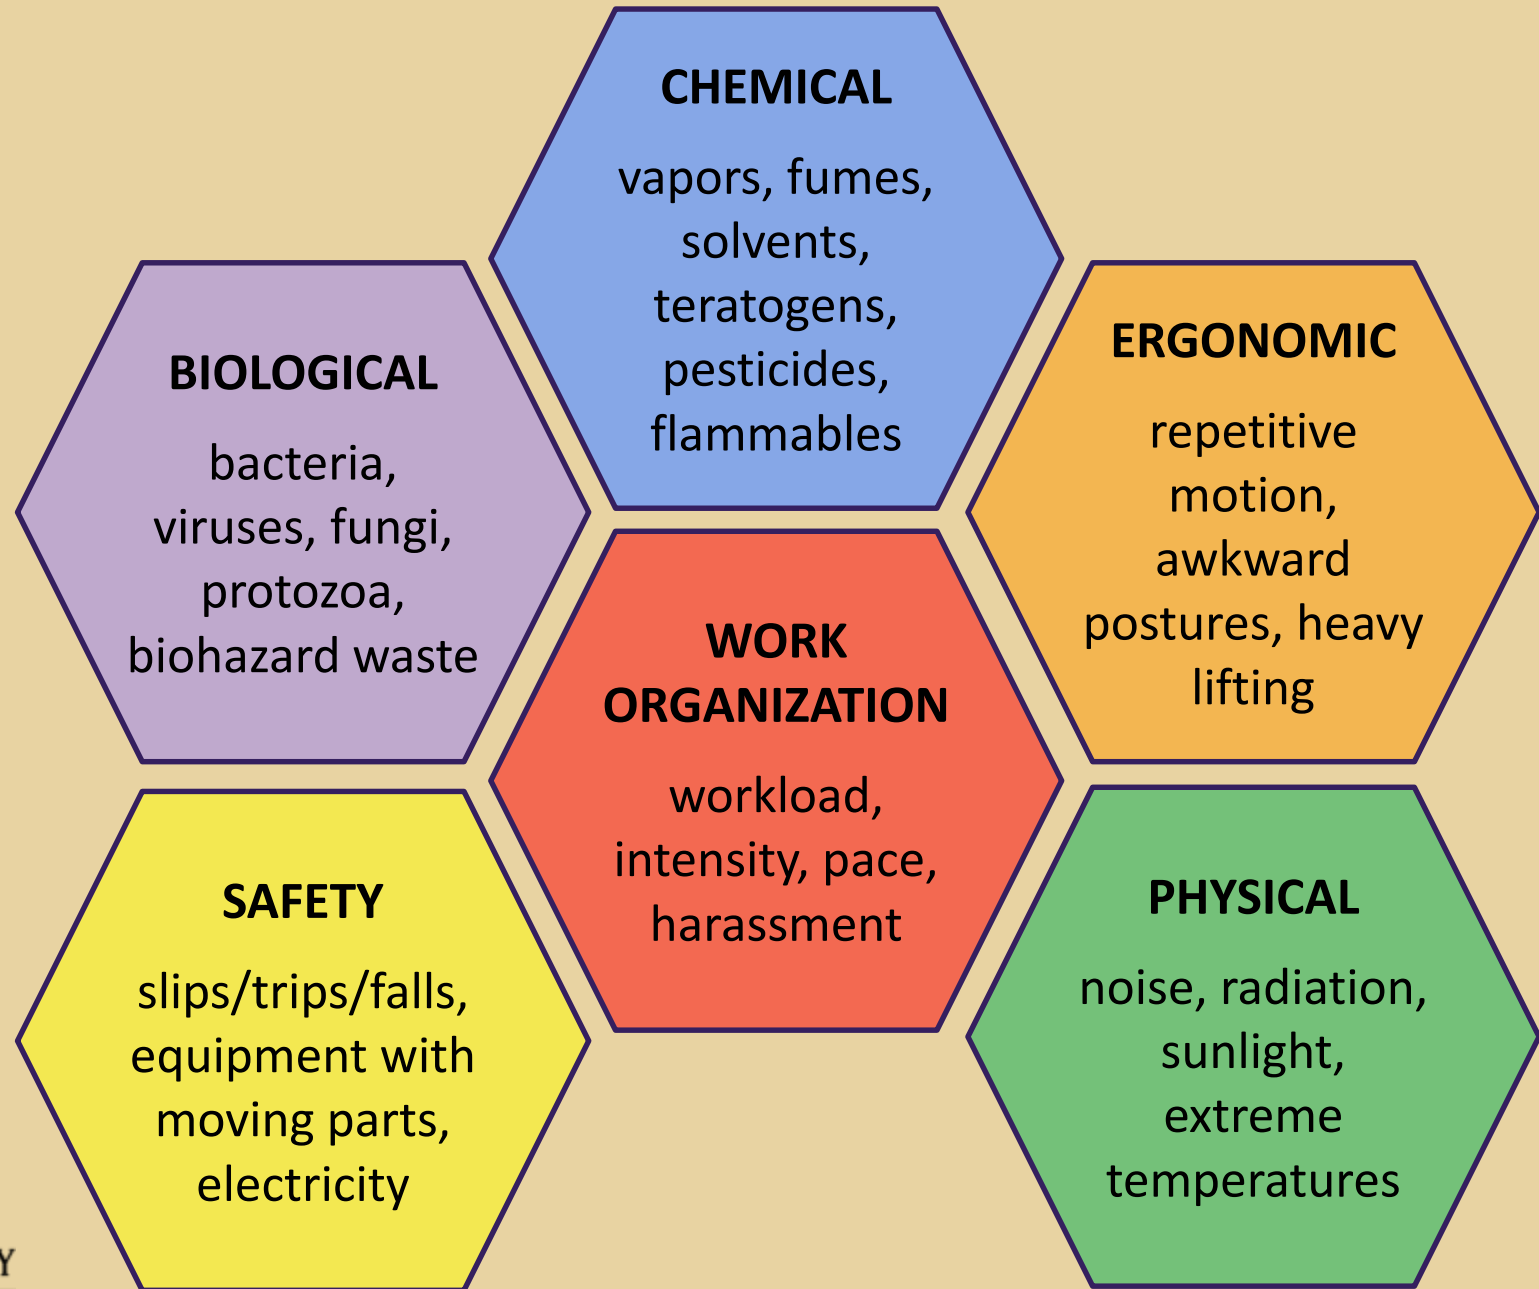 CHEMICAL
vapors, fumes,
solvents,
teratogens,
pesticides,
flammables
BIOLOGICAL
bacteria,
viruses, fungi,
protozoa,
biohazard waste
ERGONOMIC
repetitive
motion,
awkward
postures, heavy
lifting
WORK
ORGANIZATION
workload,
intensity, pace,
harassment
SAFETY
slips/trips/falls,
equipment with
moving parts,
electricity
PHYSICAL
noise, radiation,
sunlight,
extreme
temperatures
Y